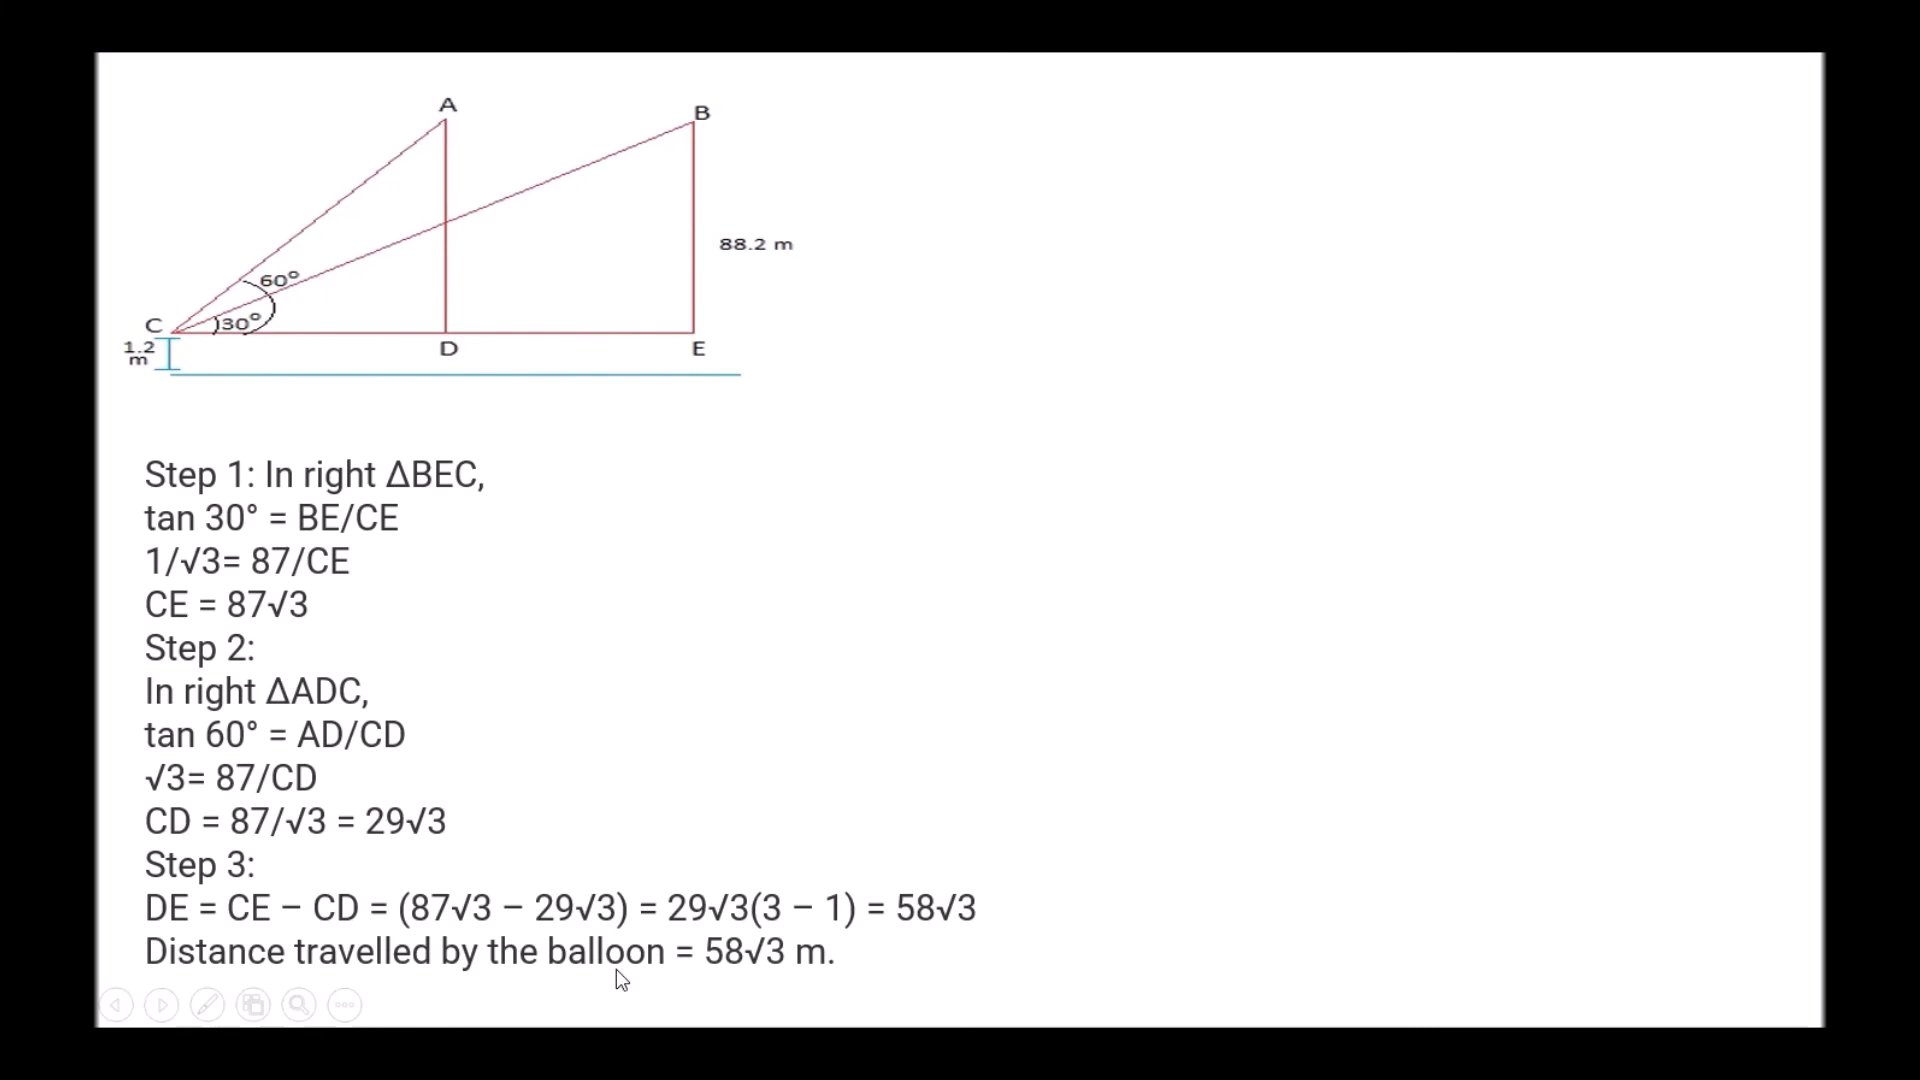 A
B
88.2 m
60°
30°
C
1.2
m
D
E
Step 1: In right ΔBEC,
tan 30° = BE/CE
1/√3= 87/CE
CE = 87√3
Step 2:
In right ΔADC,
tan 60° = AD/CD
√3= 87/CD
CD = 87/√3 = 29√3
Step 3:
DE = CE – CD = (87√3 – 29√3) = 29√3(3 – 1) = 58√3
Distance travelled by the balloon = 58√3 m.